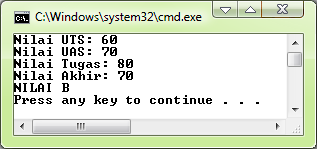 C:\Windows\system32\cmd.exe
Nilai UTS: 60
Nilai UAS: 70
Nilai Tugas: 80
Nilai Akhir: 70
NILAI B
Press any key to continue . . .